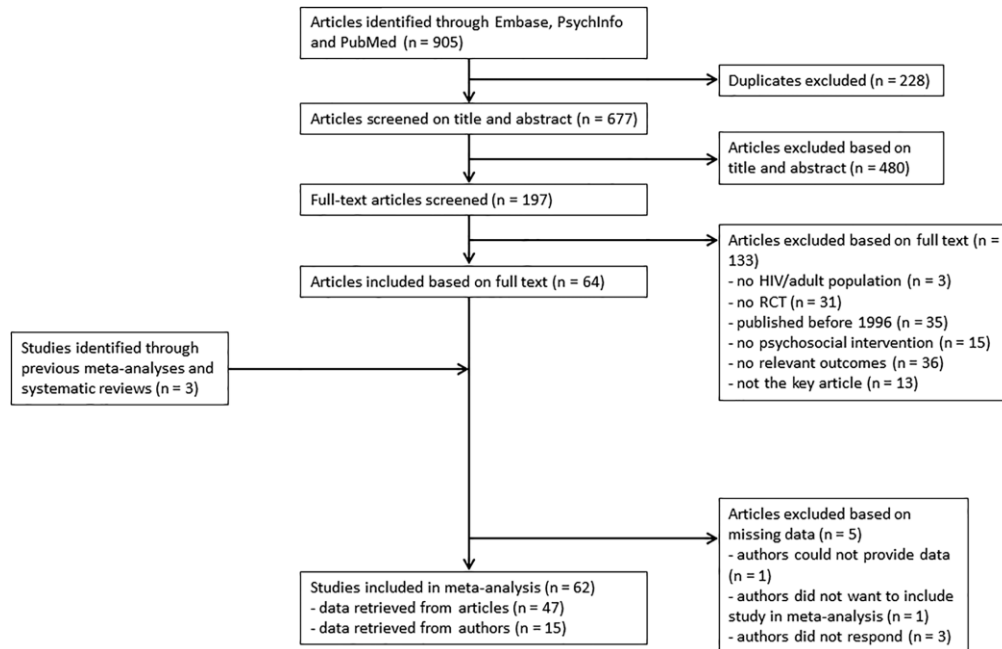 Articles identified through Embase, PsychInfo
and PubMed (n = 905)
Duplicates excluded (n = 228)
Articles screened on title and abstract (n = 677)
Articles excluded based on
title and abstract (n = 480)
Full-text articles screened (n = 197)
Articles excluded based on full text (n =
133)
- no HIV/adult population (n = 3)
- no RCT (n = 31)
- published before 1996 (n = 35)
- no psychosocial intervention (n = 15)
- no relevant outcomes (n = 36)
- not the key article (n = 13)
Articles included based on full text (n = 64)
Studies identified through
previous meta-analyses and
systematic reviews (n = 3)
Articles excluded based on
missing data (n = 5)
- authors could not provide data
(n = 1)
- authors did not want to include
study in meta-analysis (n = 1)
- authors did not respond (n = 3)
Studies included in meta-analysis (n = 62)
- data retrieved from articles (n = 47)
- data retrieved from authors (n = 15)